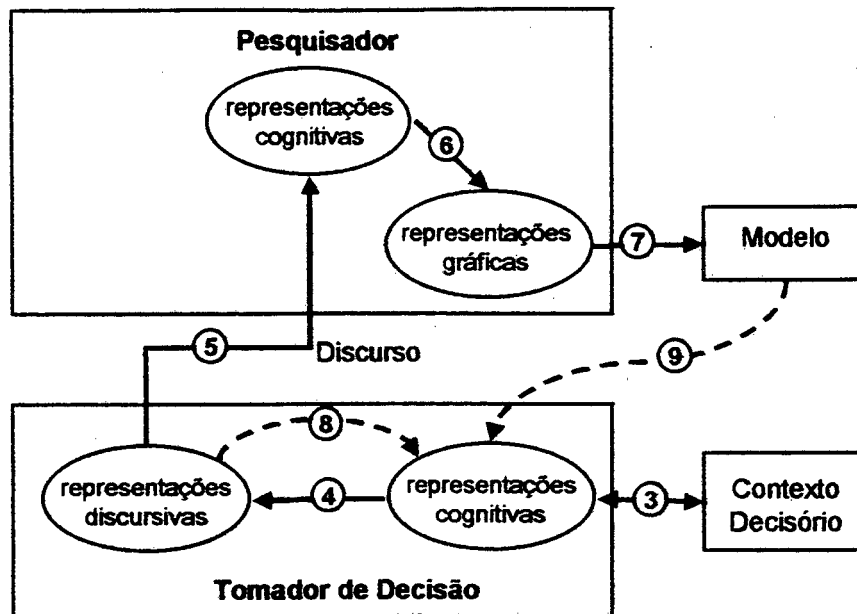 Pesquisador
representações
cognitivas
6
representações
gráficas
7
Modelo
5
Discurso
9
8
representações
discursivas
4
representações
cognitivas
3
Contexto
Decisório
Tomador de Decisão